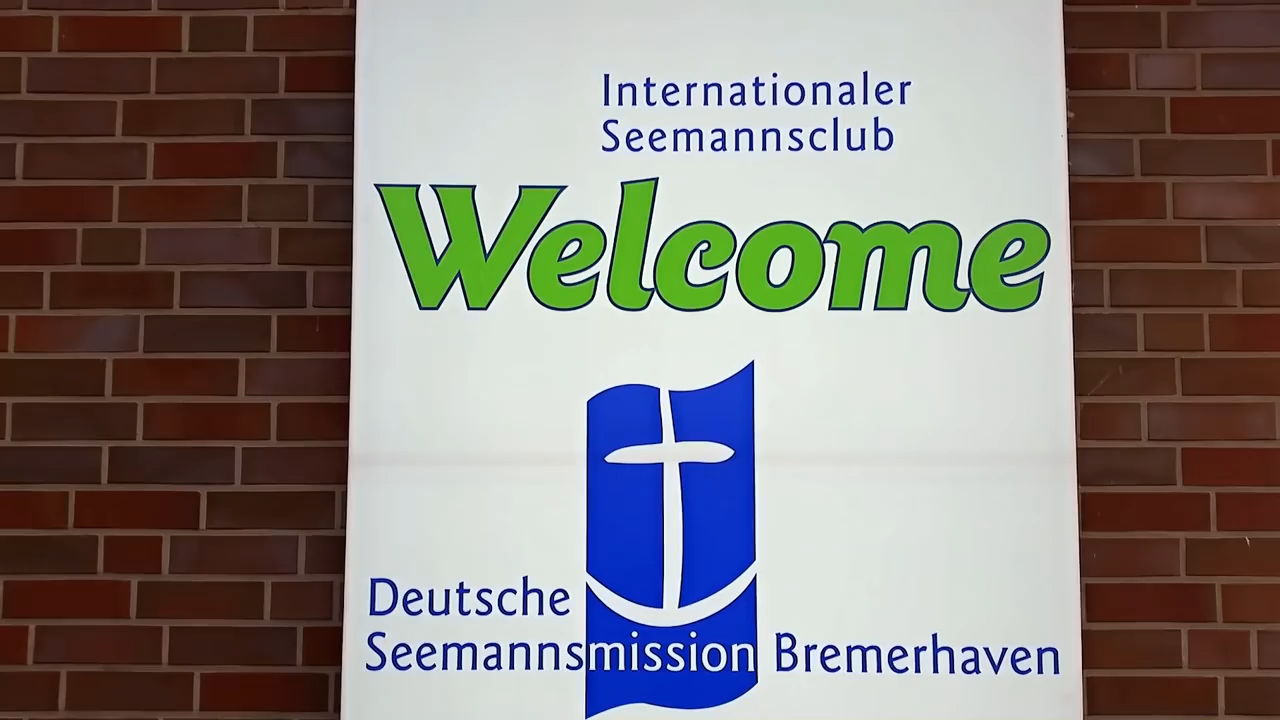 Internationaler
Seemannsclub
Welcome
Deutsche
Seemannsmission Bremerhaven